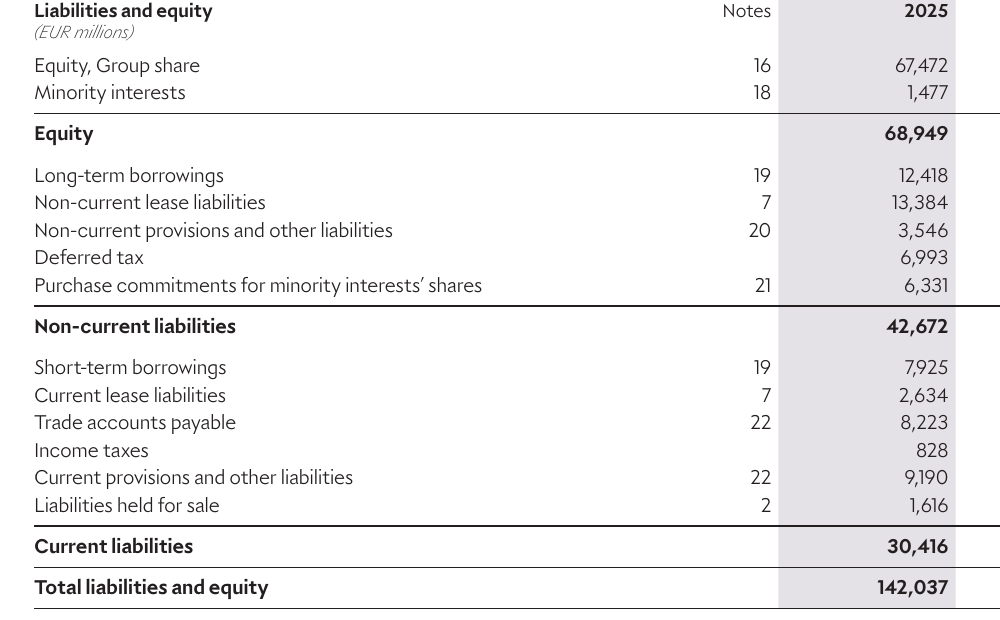 Liabilities and equity Notes 2025
(EUR millions)
Equity, Group share 16 67,472
Minority interests 18 1,477
Equity 68,949
Long-term borrowings 19 12,418
Non-current lease liabilities 7 13,384
Non-current provisions and other liabilities 20 3,546
Deferred tax 6,993
Purchase commitments for minority interests’ shares 21 6,331
Non-current liabilities 42,672
Short-term borrowings 19 7,925
Current lease liabilities 7 2,634
Trade accounts payable 22 8,223
Income taxes 828
Current provisions and other liabilities 22 9,190
Liabilities held for sale 2 1,616
Current liabilities 30,416
Total liabilities and equity 142,037